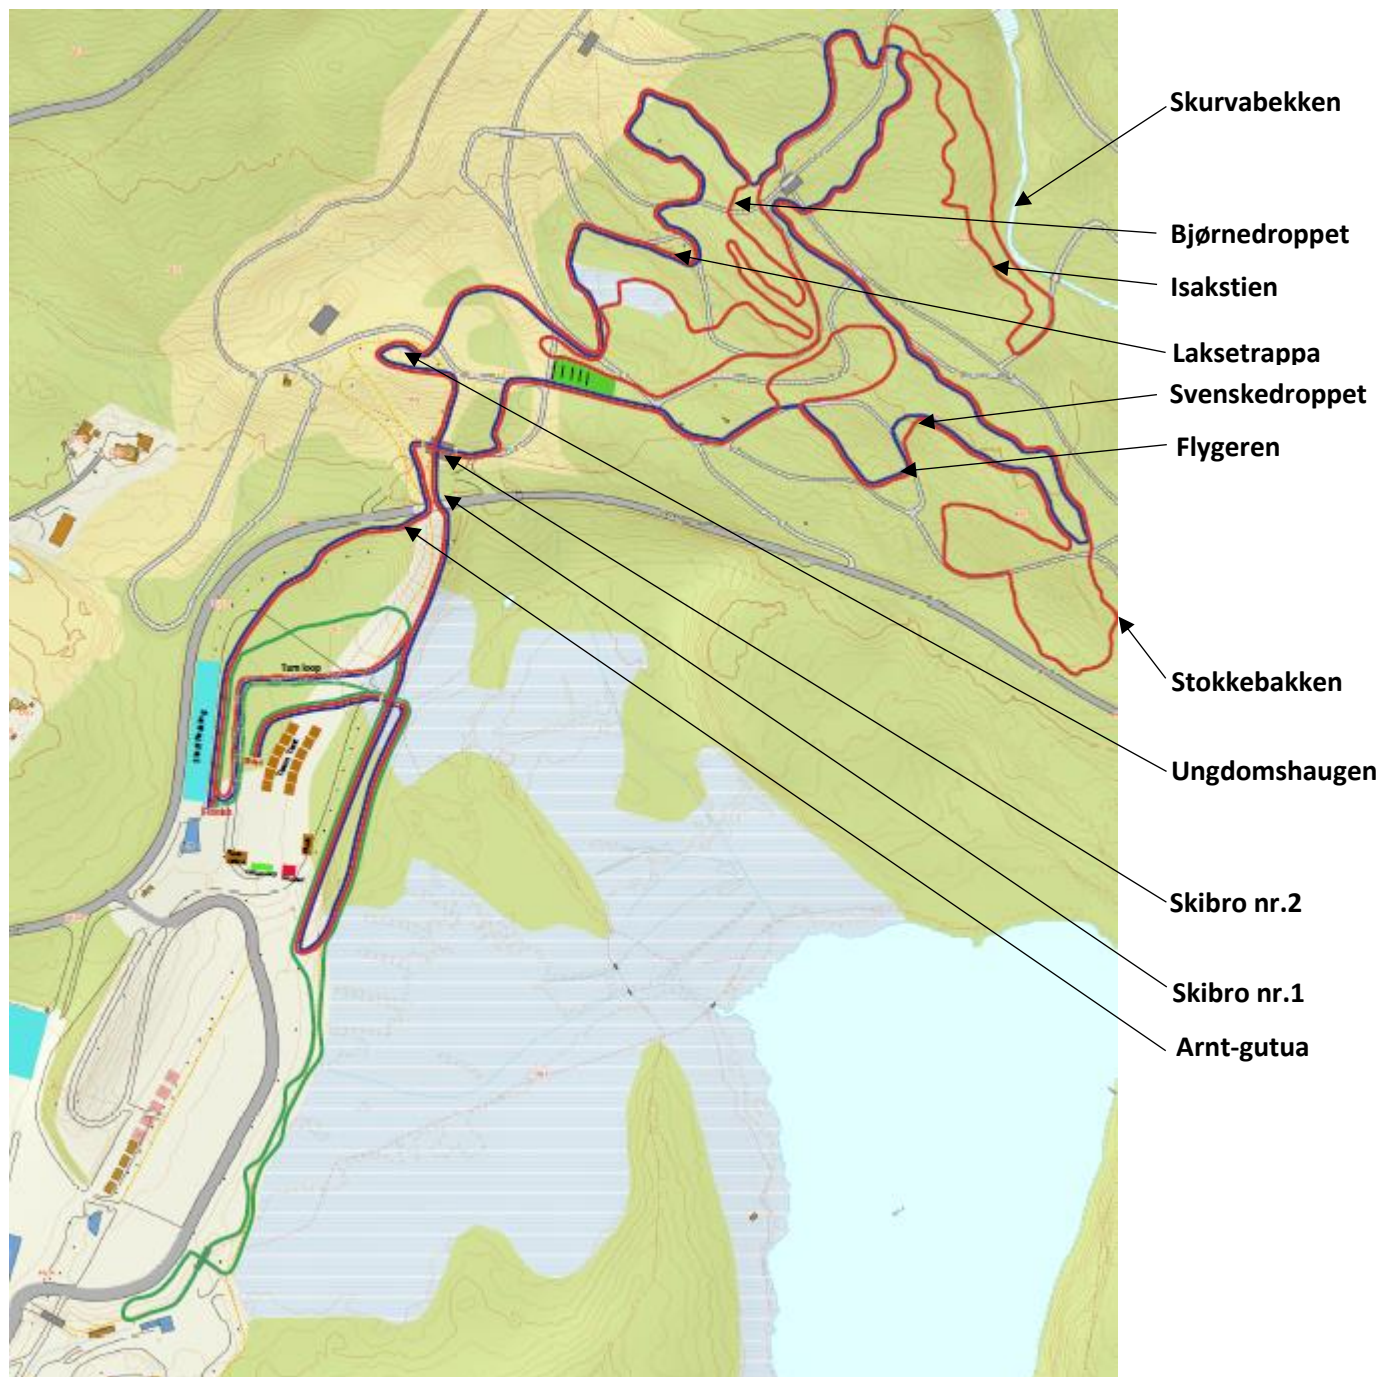 Skurvabekken
Bjørnedroppet
Isakstien
Laksetrappa
Svenskedroppet
Flygeren
Turn loop
Stokkebakken
Ungdomshaugen
Skibro nr.2
Skibro nr.1
Arnt-gutua